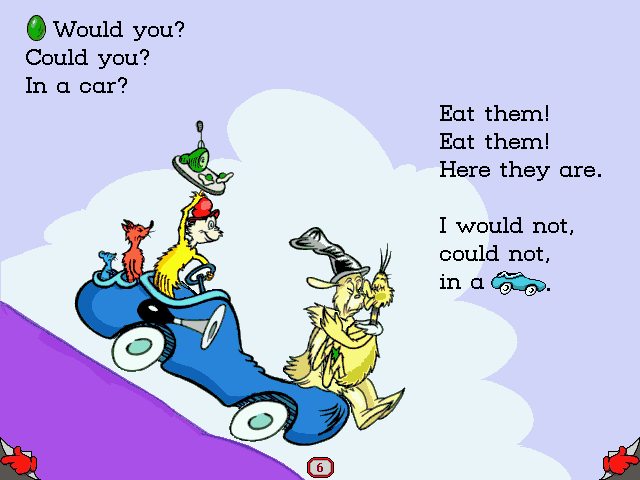 Would you?
Could you?
In a car?
Eat them!
Eat them!
Here they are.
I would not,
could not,
in a .
6